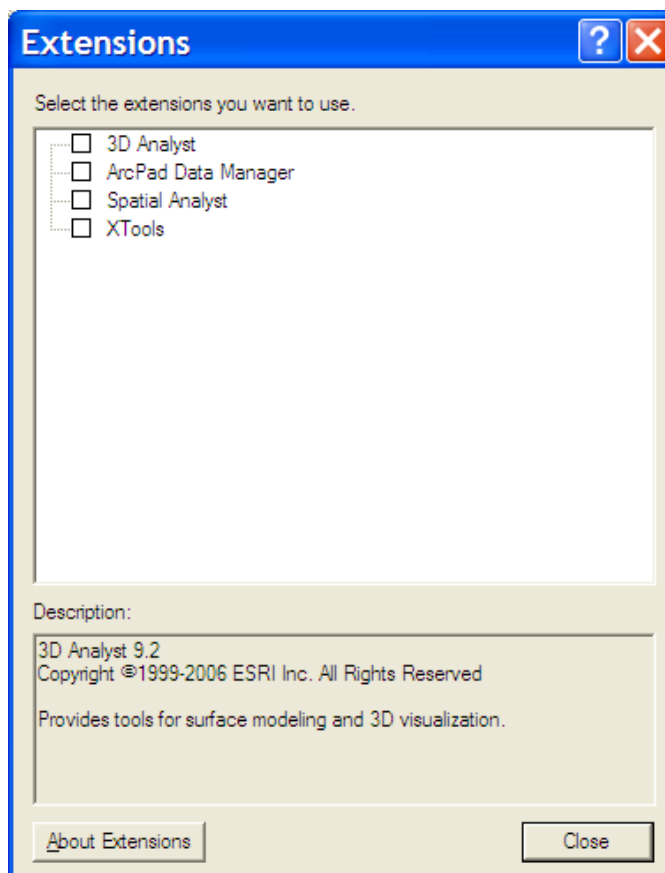 Extensions
Select the extensions you want to use.
3D Analyst
ArcPad Data Manager
Spatial Analyst
XTools
Description:
3D Analyst 9.2
Copyright ©1999-2006 ESRI Inc. All Rights Reserved
Provides tools for surface modeling and 3D visualization.
About Extensions
Close